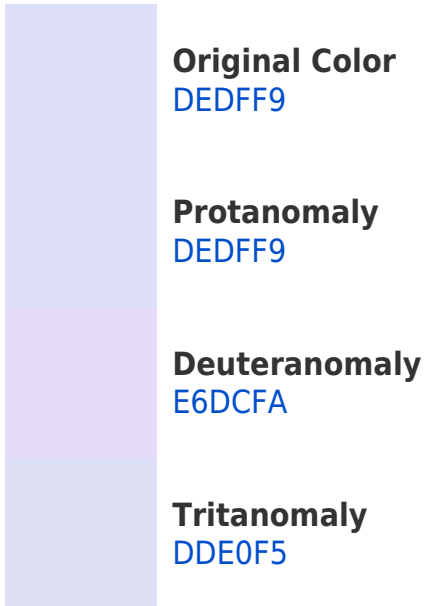 Original Color
DEDFF9
Protanomaly
DEDFF9
Deuteranomaly
E6DCFA
Tritanomaly
DDE0F5